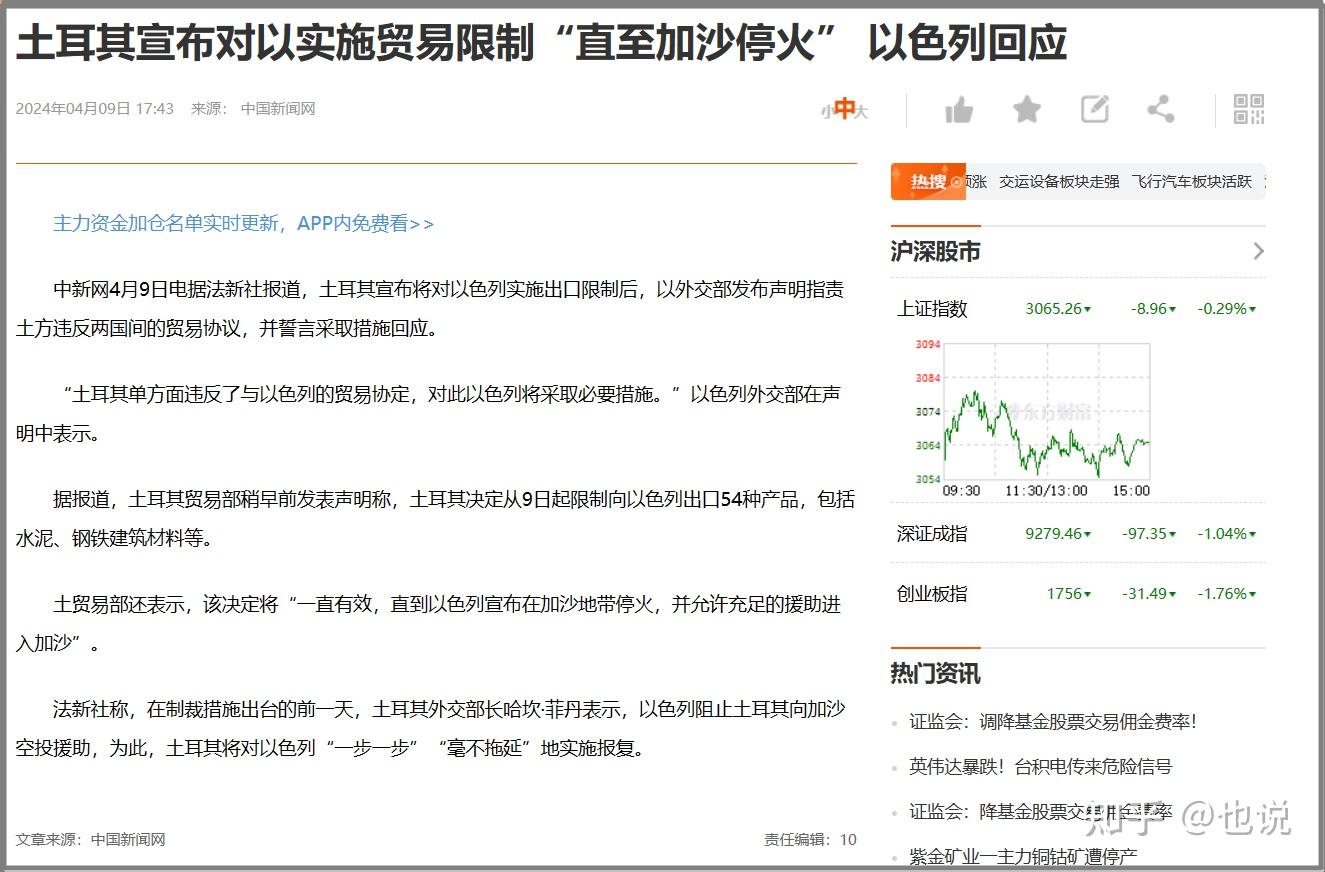 土耳其宣布对以实施贸易限制“直至加沙停火” 以色列回应
2024年04月09日 17:43 来源： 中国新闻网
小中大
主力资金加仓名单实时更新，APP内免费看>>
中新网4月9日电据法新社报道，土耳其宣布将对以色列实施出口限制后，以外交部发布声明指责
土方违反两国间的贸易协议，并誓言采取措施回应。
“土耳其单方面违反了与以色列的贸易协定，对此以色列将采取必要措施。”以色列外交部在声
明中表示。
据报道，土耳其贸易部稍早前发表声明称，土耳其决定从9日起限制向以色列出口54种产品，包括
水泥、钢铁建筑材料等。
土贸易部还表示，该决定将“一直有效，直到以色列宣布在加沙地带停火，并允许充足的援助进
入加沙”。
法新社称，在制裁措施出台的前一天，土耳其外交部长哈坎·菲丹表示，以色列阻止土耳其向加沙
空投援助，为此，土耳其将对以色列“一步一步”“毫不拖延”地实施报复。
文章来源：中国新闻网
责任编辑：10
热搜 涨 交运设备板块走强 飞行汽车板块活跃
沪深股市
上证指数 3065.26 -8.96 -0.29%
3094
3084
3074
3064
3054
东方财富
09:30 11:30/13:00 15:00
深证成指 9279.46 -97.35 -1.04%
创业板指 1756 -31.49 -1.76%
热门资讯
证监会：调降基金股票交易佣金费率！
英伟达暴跌！台积电传来危险信号
证监会：降基金股票交易佣金费率
紫金矿业一主力铜钴矿遭停产
知乎 @也说